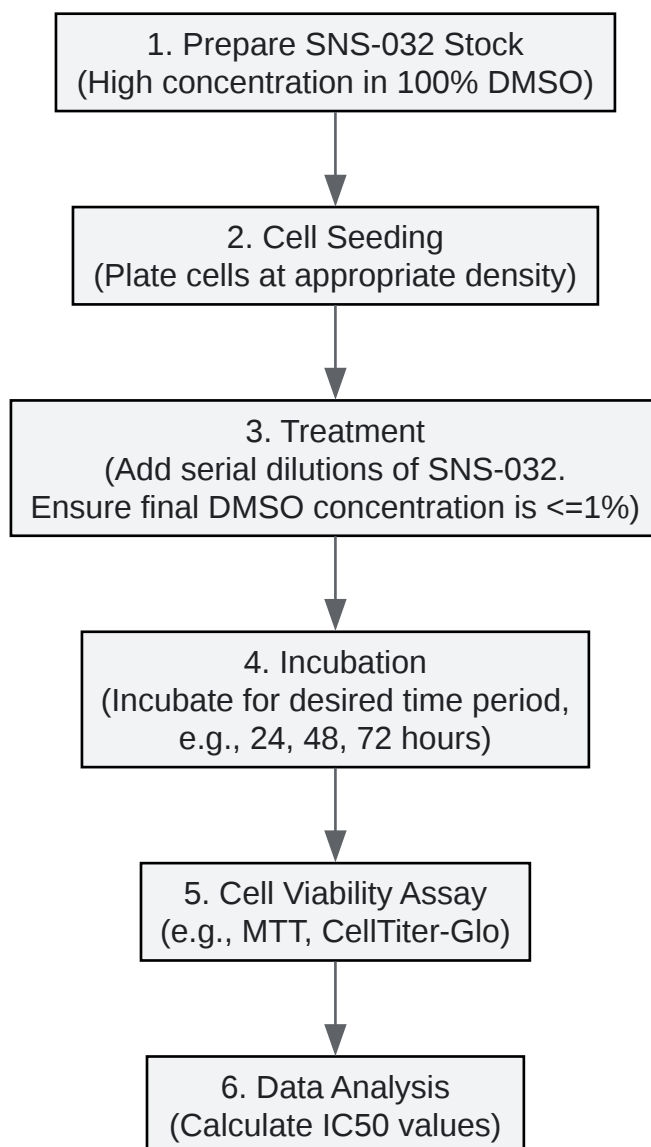 1. Prepare SNS-032 Stock
(High concentration in 100% DMSO)
2. Cell Seeding
(Plate cells at appropriate density)
3. Treatment
(Add serial dilutions of SNS-032.
Ensure final DMSO concentration is <=1%)
4. Incubation
(Incubate for desired time period,
e.g., 24, 48, 72 hours)
5. Cell Viability Assay
(e.g., MTT, CellTiter-Glo)
6. Data Analysis
(Calculate IC50 values)